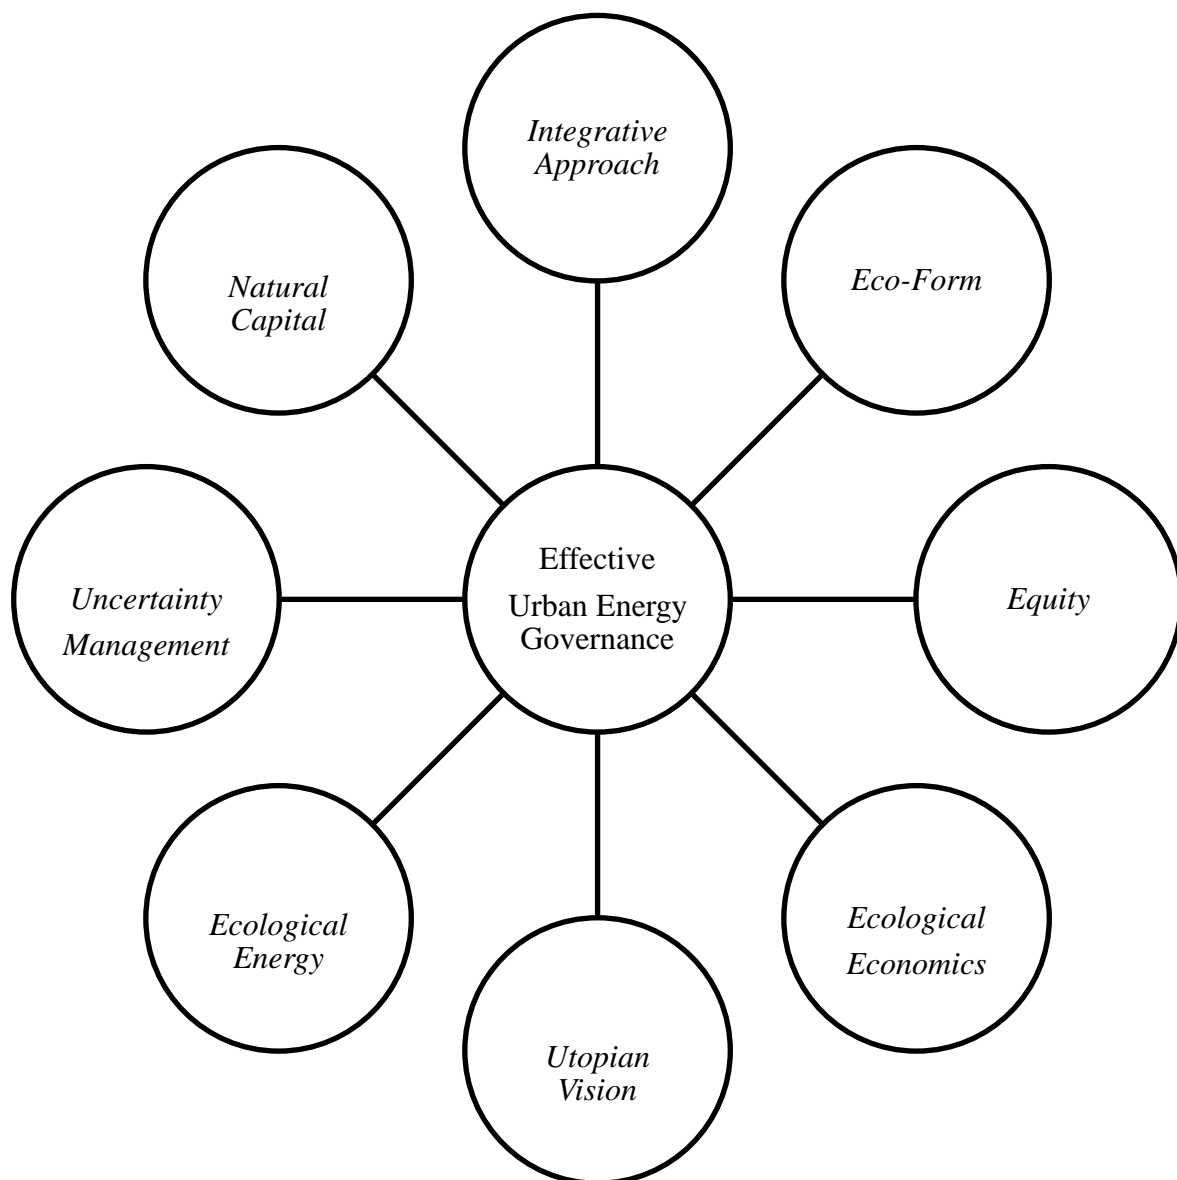 Integrative
Approach
Eco-Form
Natural
Capital
Effective
Urban Energy
Governance
Equity
Uncertainty
Management
Ecological
Economics
Ecological
Energy
Utopian
Vision